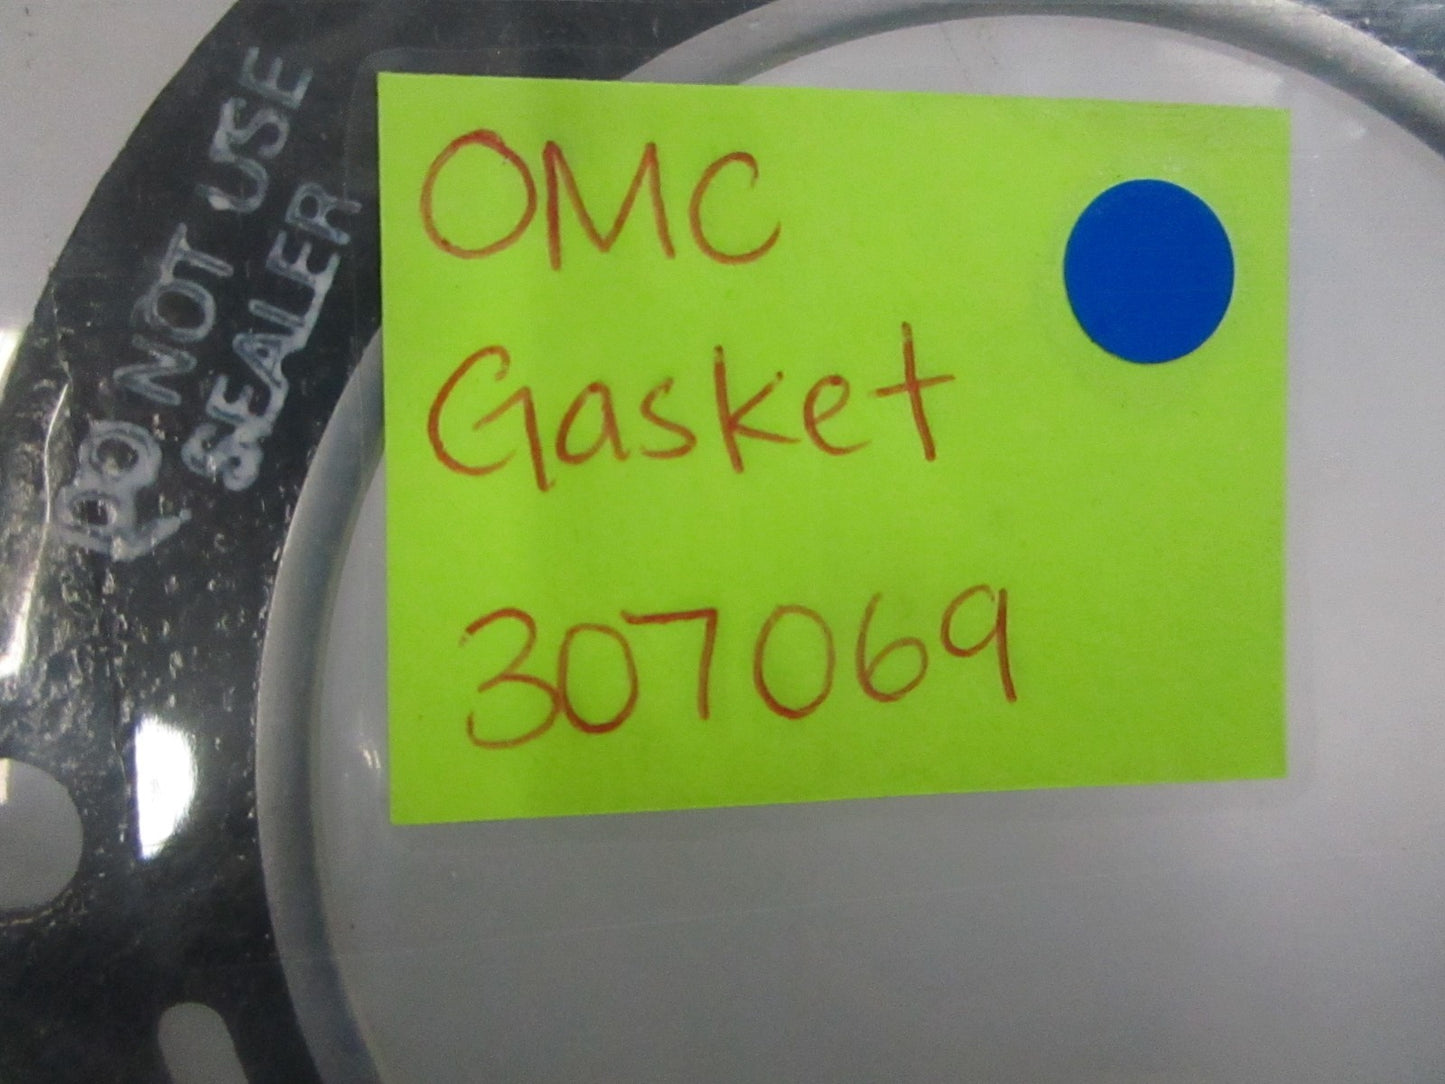 OMC
Gasket
307069
DO NOT USE
SEALER